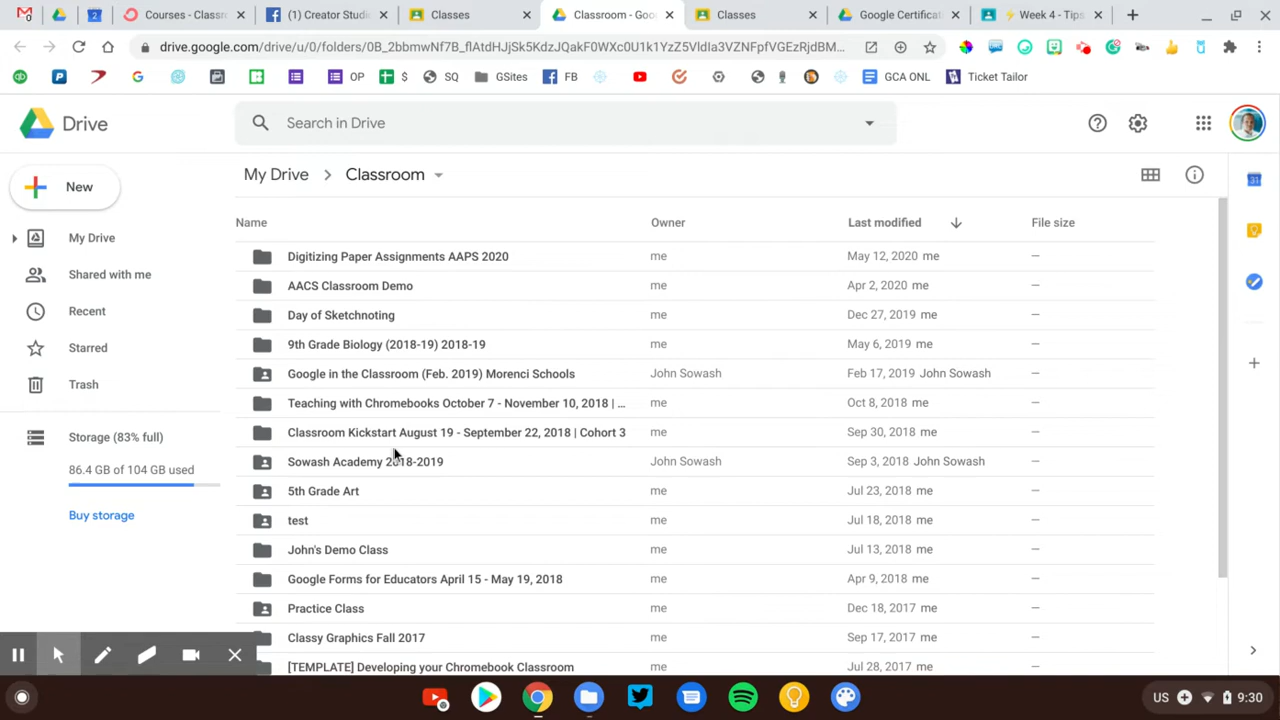 Courses - Classr
(1) Creator Studi
Classes
Classroom - Goo
Classes
Google Certificat
⚡ Week 4 - Tips
drive.google.com/drive/u/0/folders/0B_2bbmwNf7B_flAtdHJjSk5KdzJQakF0WXc0U1k1YzZ5Vldla3VZNFpfVGEzRjdBM...
OP
$
SQ
GSites
FB
GCA ONL
Ticket Tailor
Drive
Search in Drive
New
My Drive
Shared with me
Recent
Starred
Trash
Storage (83% full)
86.4 GB of 104 GB used
Buy storage
My Drive > Classroom
Name Owner Last modified File size
Digitizing Paper Assignments AAPS 2020 me May 12, 2020 me —
AACS Classroom Demo me Apr 2, 2020 me —
Day of Sketchnoting me Dec 27, 2019 me —
9th Grade Biology (2018-19) 2018-19 me May 6, 2019 me —
Google in the Classroom (Feb. 2019) Morenci Schools John Sowash Feb 17, 2019 John Sowash —
Teaching with Chromebooks October 7 - November 10, 2018 | ... me Oct 8, 2018 me —
Classroom Kickstart August 19 - September 22, 2018 | Cohort 3 me Sep 30, 2018 me —
Sowash Academy 2018-2019 John Sowash Sep 3, 2018 John Sowash —
5th Grade Art me Jul 23, 2018 me —
test me Jul 18, 2018 me —
John's Demo Class me Jul 13, 2018 me —
Google Forms for Educators April 15 - May 19, 2018 me Apr 9, 2018 me —
Practice Class me Dec 18, 2017 me —
Classy Graphics Fall 2017 me Sep 17, 2017 me —
[TEMPLATE] Developing your Chromebook Classroom me Jul 28, 2017 me —
US 9:30